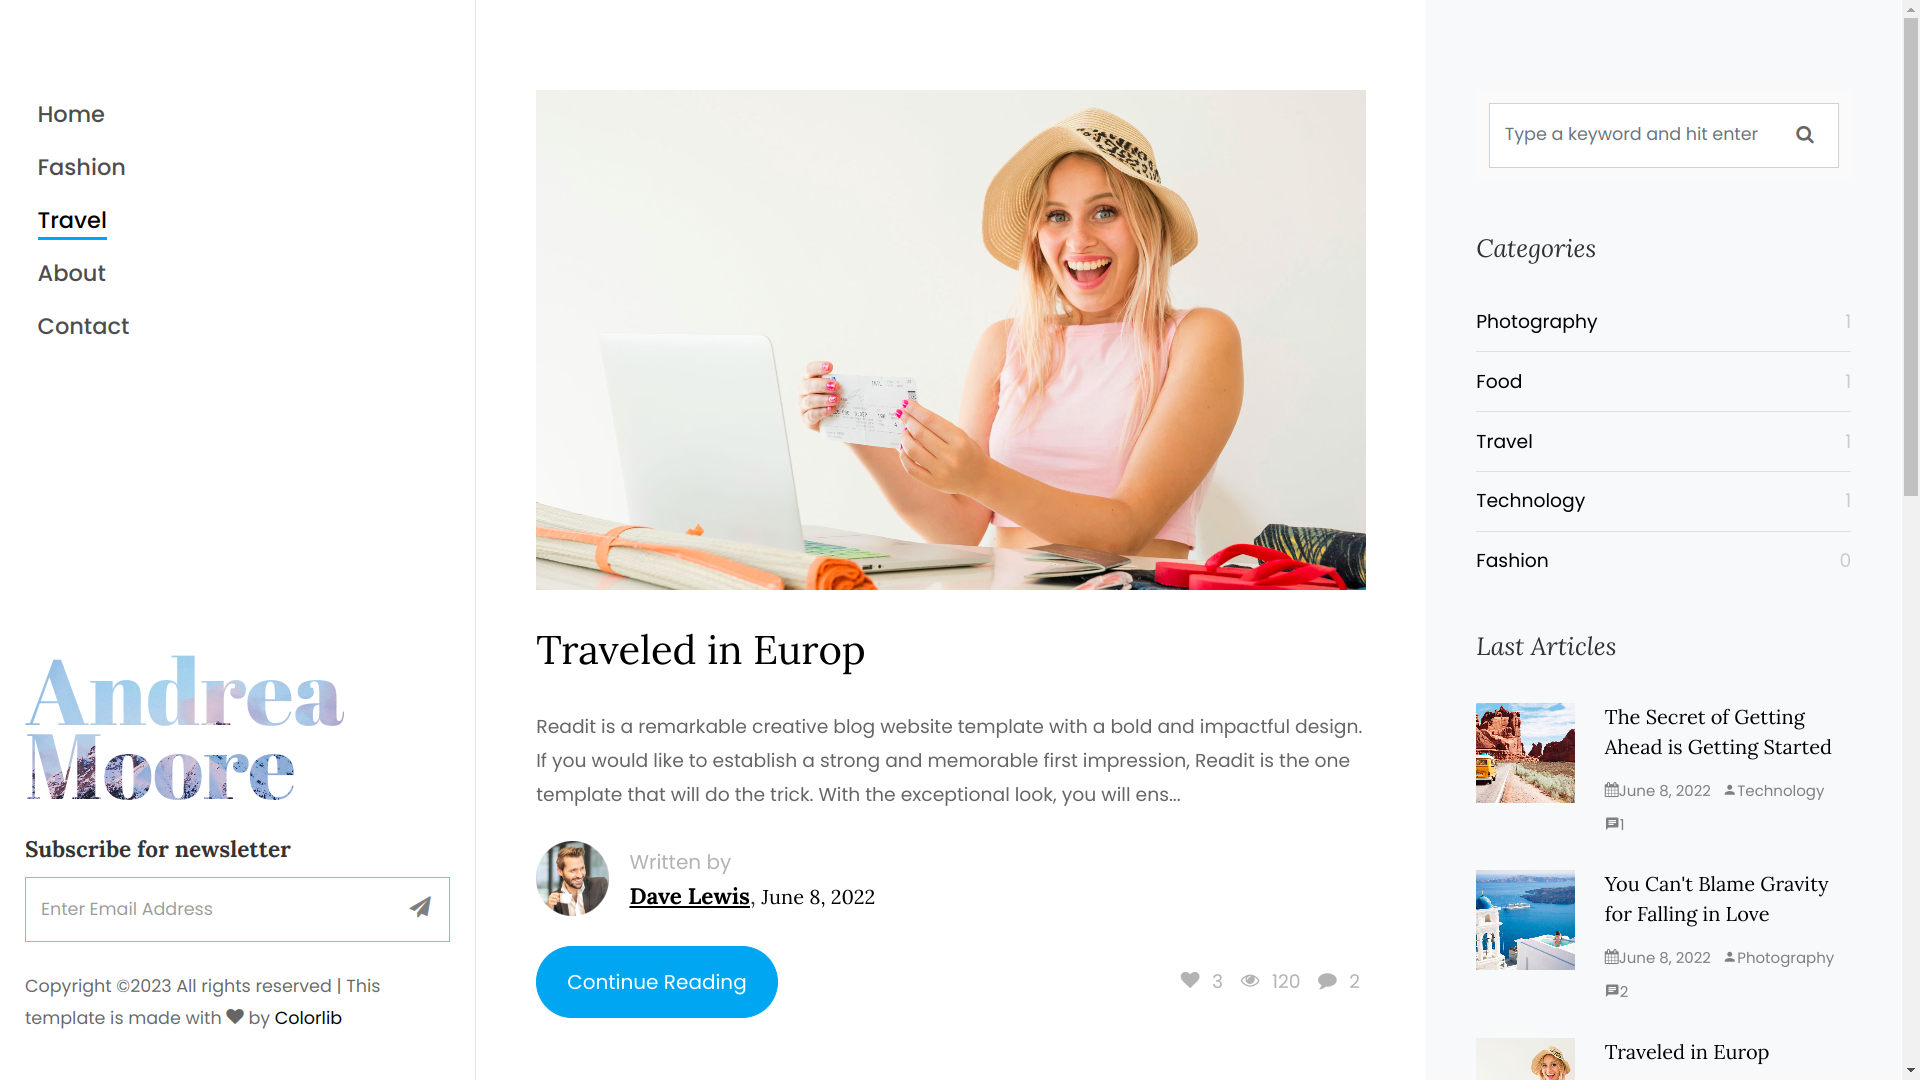 Home
Fashion
Travel
About
Contact
Andrea
Moore
Subscribe for newsletter
Enter Email Address
Copyright ©2023 All rights reserved | This
template is made with by Colorlib
Traveled in Europ
Readit is a remarkable creative blog website template with a bold and impactful design.
If you would like to establish a strong and memorable first impression, Readit is the one
template that will do the trick. With the exceptional look, you will ens...
Written by
Dave Lewis, June 8, 2022
Continue Reading
3 120 2
Type a keyword and hit enter
Categories
Photography 1
Food 1
Travel 1
Technology 1
Fashion 0
Last Articles
The Secret of Getting
Ahead is Getting Started
June 8, 2022 Technology
1
You Can't Blame Gravity
for Falling in Love
June 8, 2022 Photography
2
Traveled in Europ